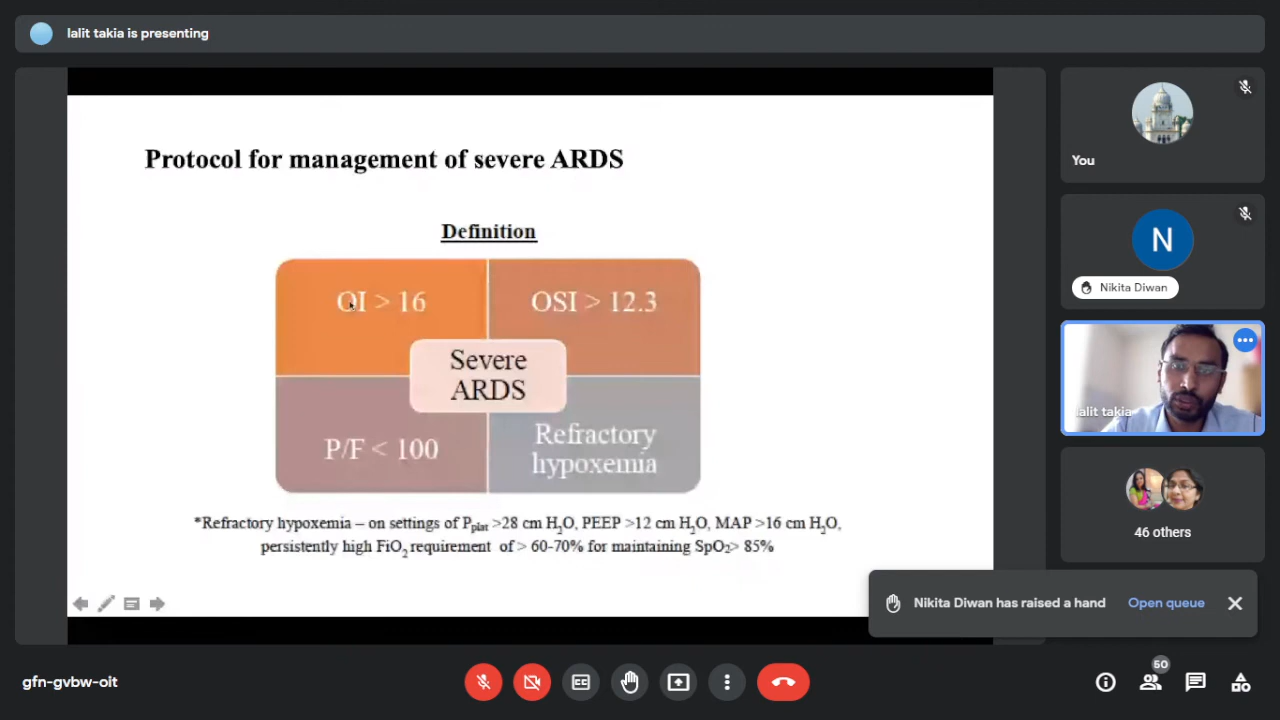 lalit takia is presenting
Protocol for management of severe ARDS
Definition
OI > 16
OSI > 12.3
Severe
ARDS
P/F < 100
Refractory
hypoxemia
*Refractory hypoxemia – on settings of Pplat >28 cm H2O, PEEP >12 cm H2O, MAP >16 cm H2O,
persistently high FiO2 requirement of > 60-70% for maintaining SpO2> 85%
You
N
Nikita Diwan
lalit takia
46 others
Nikita Diwan has raised a hand
Open queue
gfn-gvbw-oit
CC
50